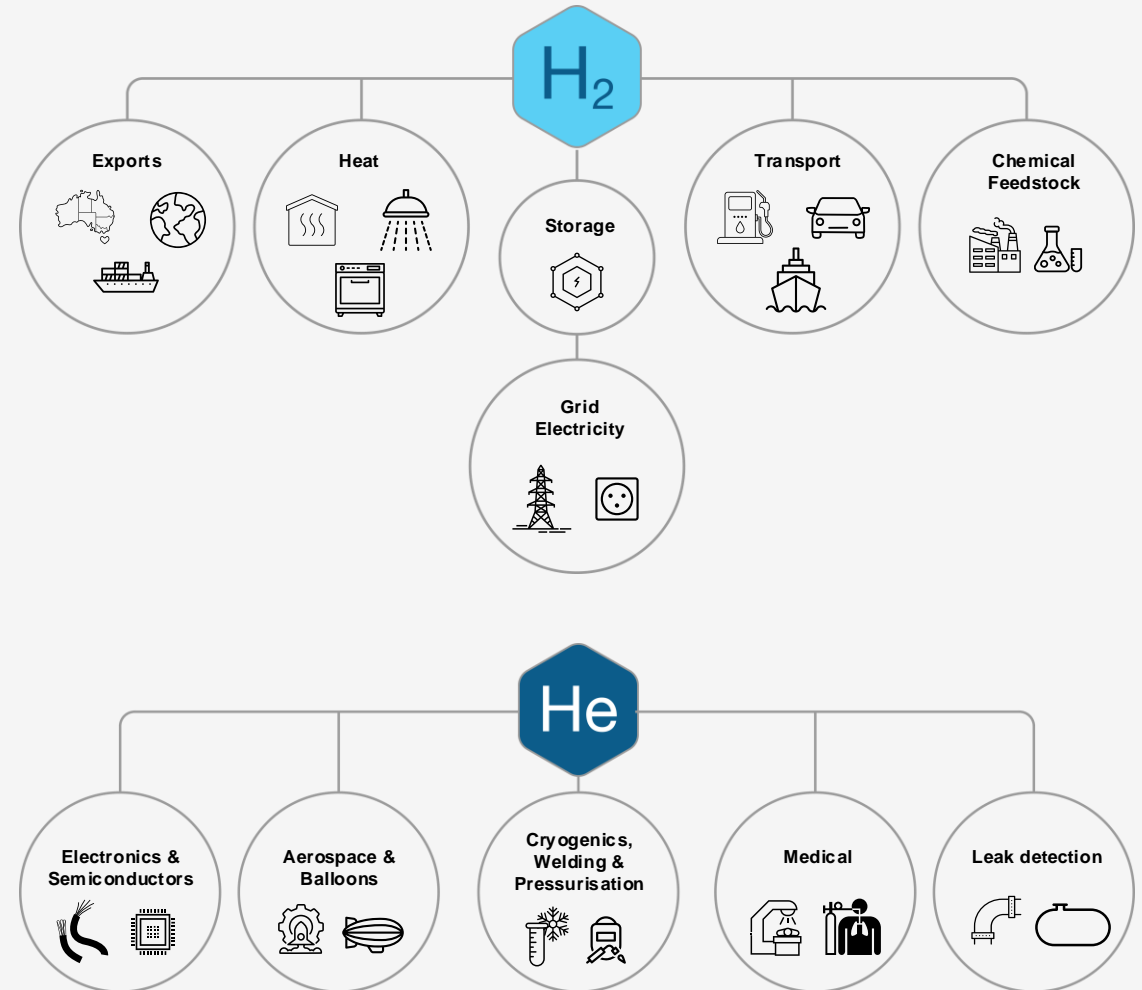 H₂
Exports
Heat
Storage
Transport
Chemical
Feedstock
Grid
Electricity
He
Electronics &
Semiconductors
Aerospace &
Balloons
Cryogenics,
Welding &
Pressurisation
Medical
Leak detection